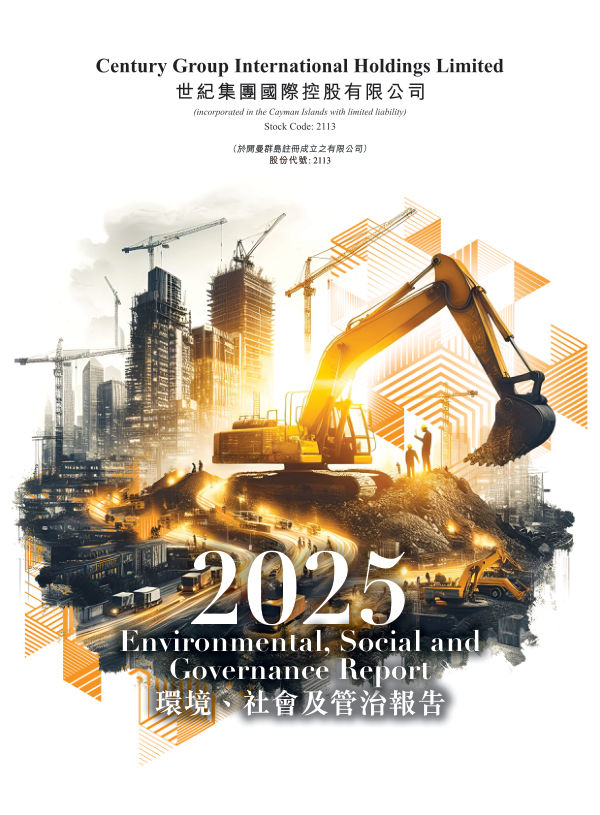 Century Group International Holdings Limited
世紀集團國際控股有限公司
(incorporated in the Cayman Islands with limited liability)
Stock Code: 2113
（於開曼群島註冊成立之有限公司）
股份代號: 2113
2025
Environmental, Social and
Governance Report
環境、社會及管治報告